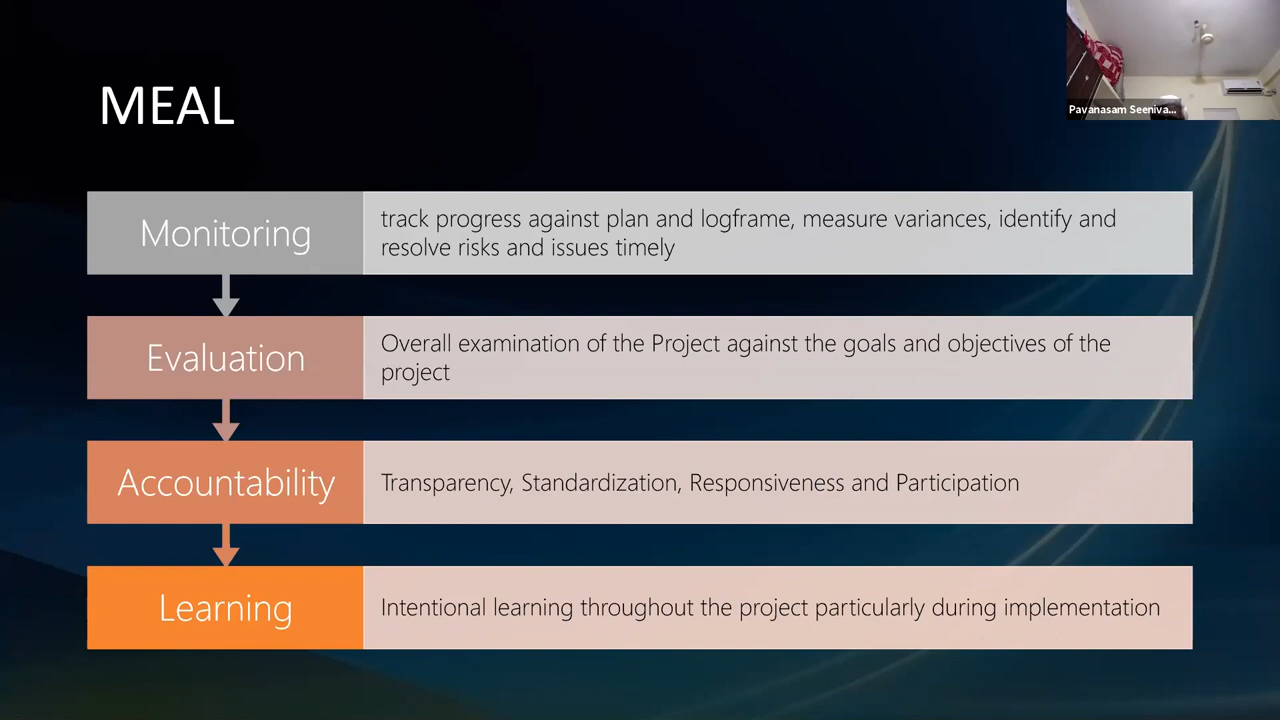 MEAL
Pavanasam Seeniva...
Monitoring
track progress against plan and logframe, measure variances, identify and
resolve risks and issues timely
Evaluation
Overall examination of the Project against the goals and objectives of the
project
Accountability
Transparency, Standardization, Responsiveness and Participation
Learning
Intentional learning throughout the project particularly during implementation